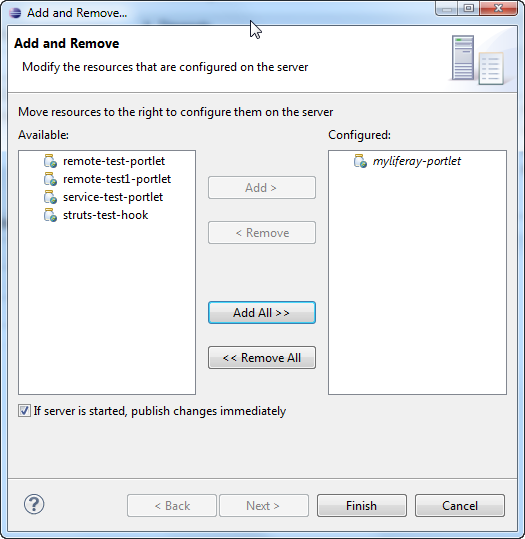 Add and Remove...
Add and Remove
Modify the resources that are configured on the server
Move resources to the right to configure them on the server
Available:
Configured:
remote-test-portlet
remote-test1-portlet
service-test-portlet
struts-test-hook
Add >
< Remove
Add All >>
<< Remove All
myliferay-portlet
If server is started, publish changes immediately
?
< Back
Next >
Finish
Cancel